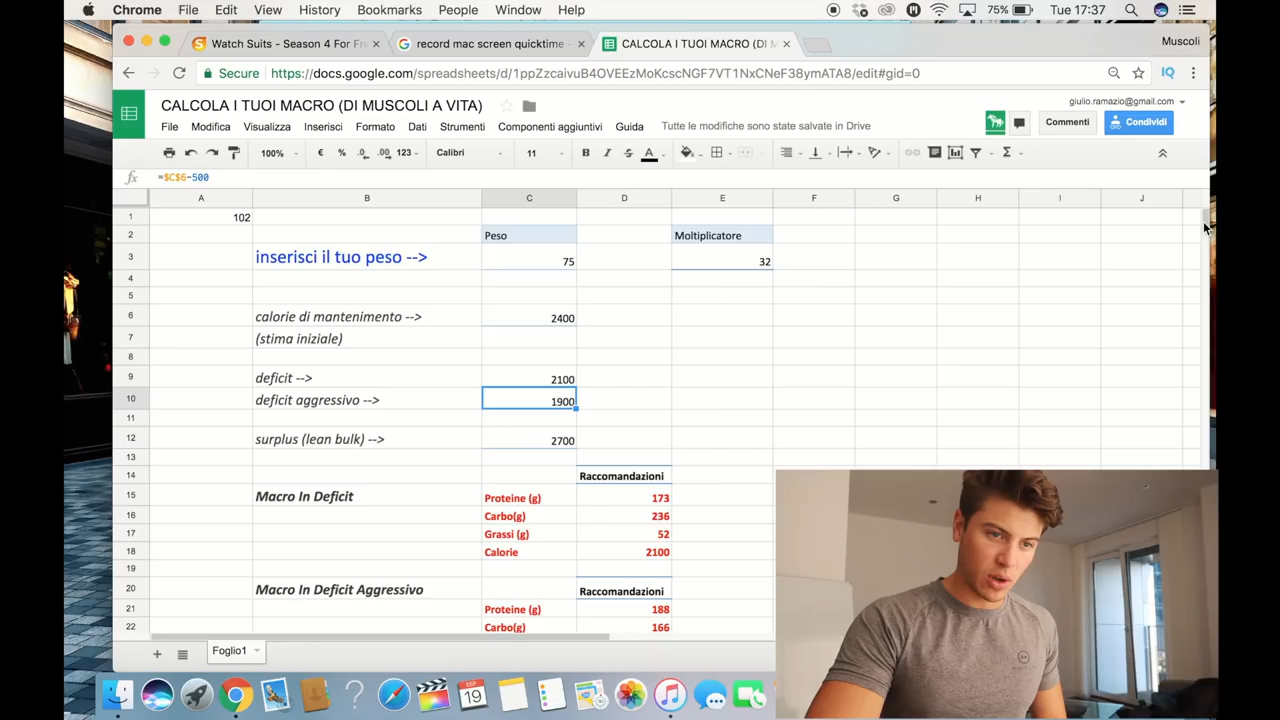 Chrome File Edit View History Bookmarks People Window Help 75% Tue 17:37
Watch Suits - Season 4 For Fr
record mac screen quicktime -
CALCOLA I TUOI MACRO (DI M
Muscoli
Secure https://docs.google.com/spreadsheets/d/1ppZzcaivuB4OVEEzMoKcscNGF7VT1NxCNeF38ymATA8/edit#gid=0
IQ
CALCOLA I TUOI MACRO (DI MUSCOLI A VITA)
giulio.ramazio@gmail.com
File Modifica Visualizza Inserisci Formato Dati Strumenti Componenti aggiuntivi Guida Tutte le modifiche sono state salvate in Drive
Commenti
Condividi
100% € % .0 .00 123 Calibri 11 B I S A Σ
fx =$C$6-500
A B C D E F G H I J
1 102
2 Peso Moltiplicatore
3 inserisci il tuo peso --> 75 32
4
5
6 calorie di mantenimento --> 2400
7 (stima iniziale)
8
9 deficit --> 2100
10 deficit aggressivo --> 1900
11
12 surplus (lean bulk) --> 2700
13
14 Raccomandazioni
15 Macro In Deficit Proteine (g) 173
16 Carbo(g) 236
17 Grassi (g) 52
18 Calorie 2100
19
20 Macro In Deficit Aggressivo Raccomandazioni
21 Proteine (g) 188
22 Carbo(g) 166
Foglio1
SEP
19